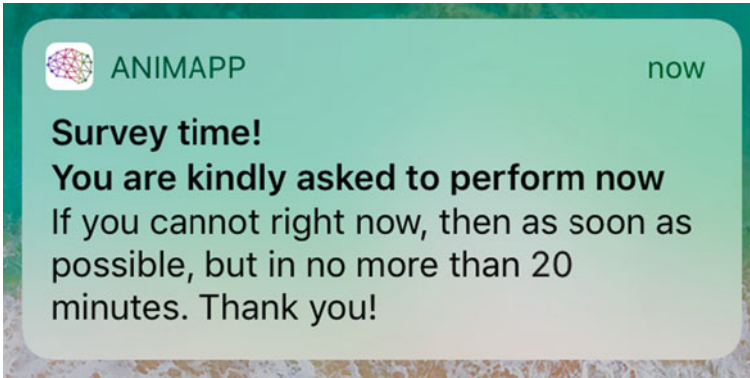 ANIMAPP
now
Survey time!
You are kindly asked to perform now
If you cannot right now, then as soon as
possible, but in no more than 20
minutes. Thank you!